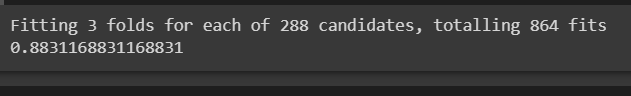 Fitting 3 folds for each of 288 candidates, totalling 864 fits
0.8831168831168831